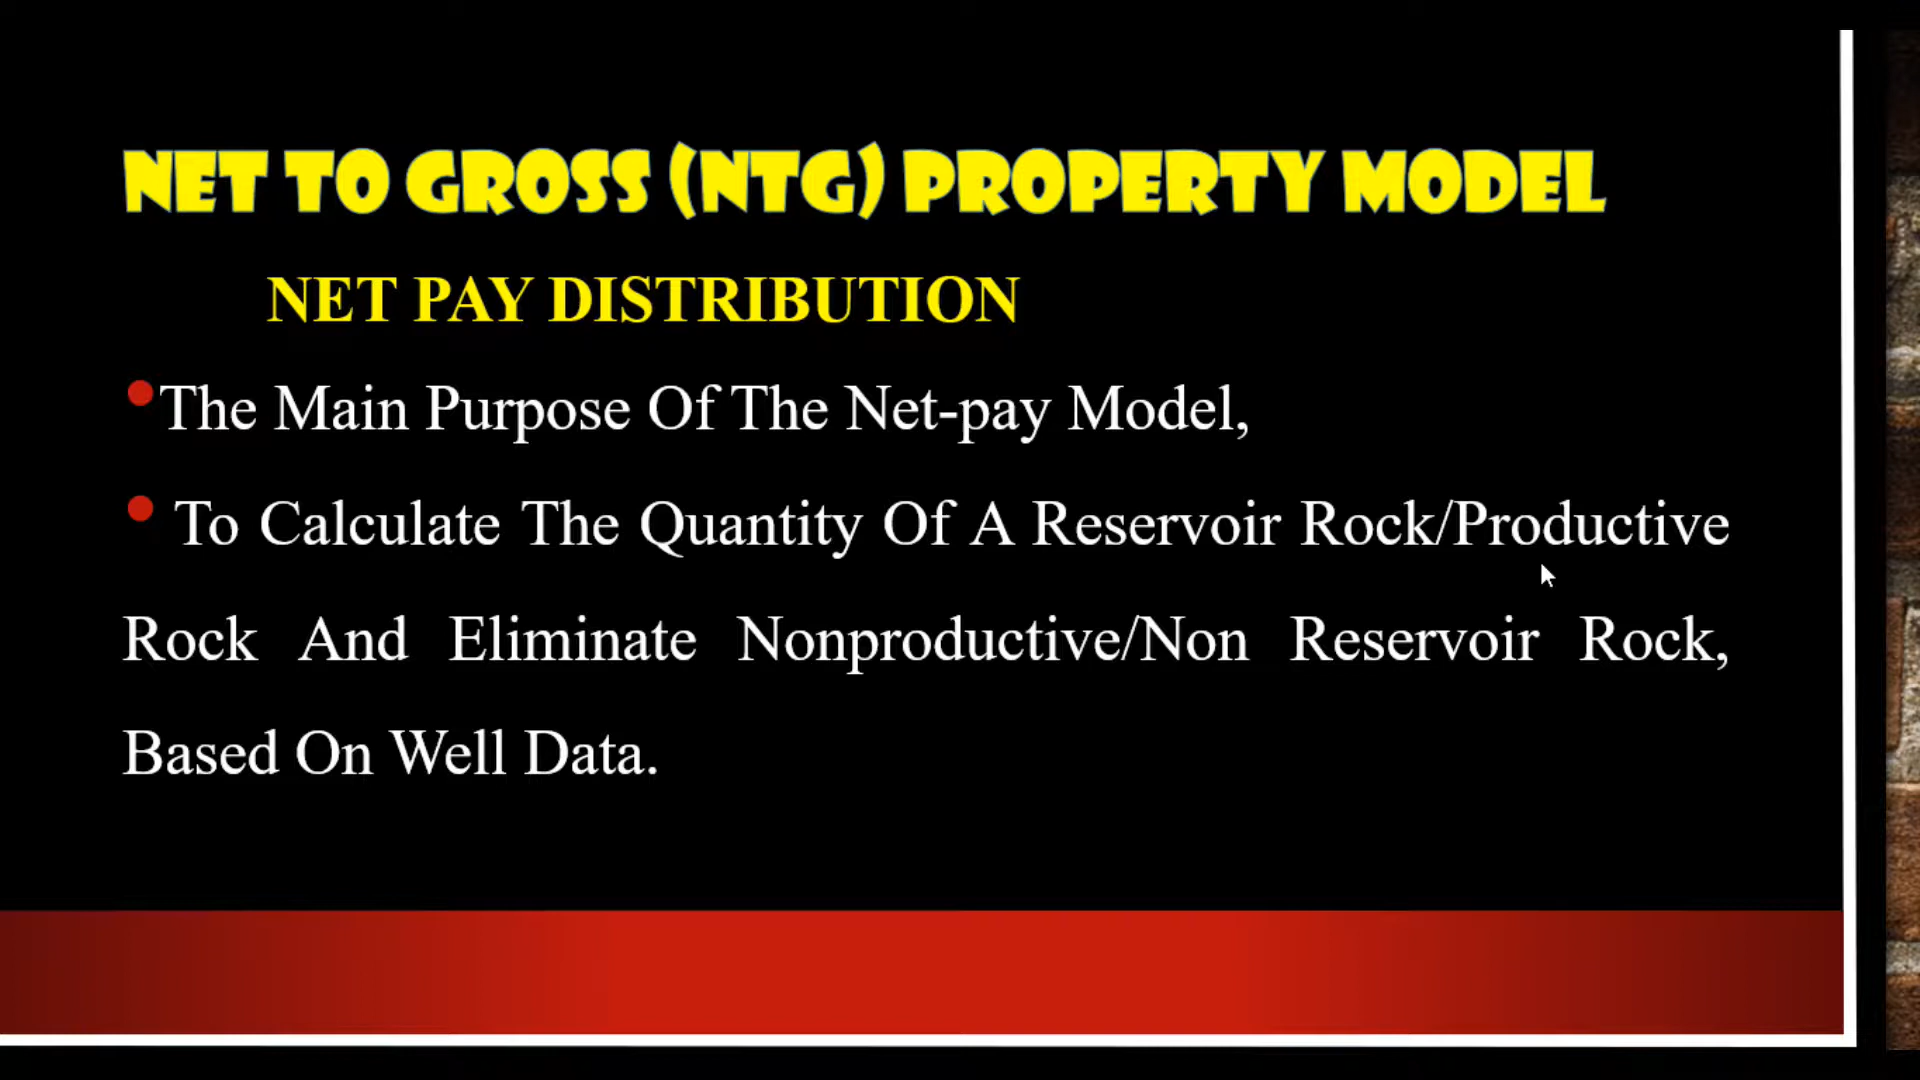 NET TO GROSS (NTG) PROPERTY MODEL
NET PAY DISTRIBUTION
•The Main Purpose Of The Net-pay Model,
• To Calculate The Quantity Of A Reservoir Rock/Productive
Rock And Eliminate Nonproductive/Non Reservoir Rock,
Based On Well Data.